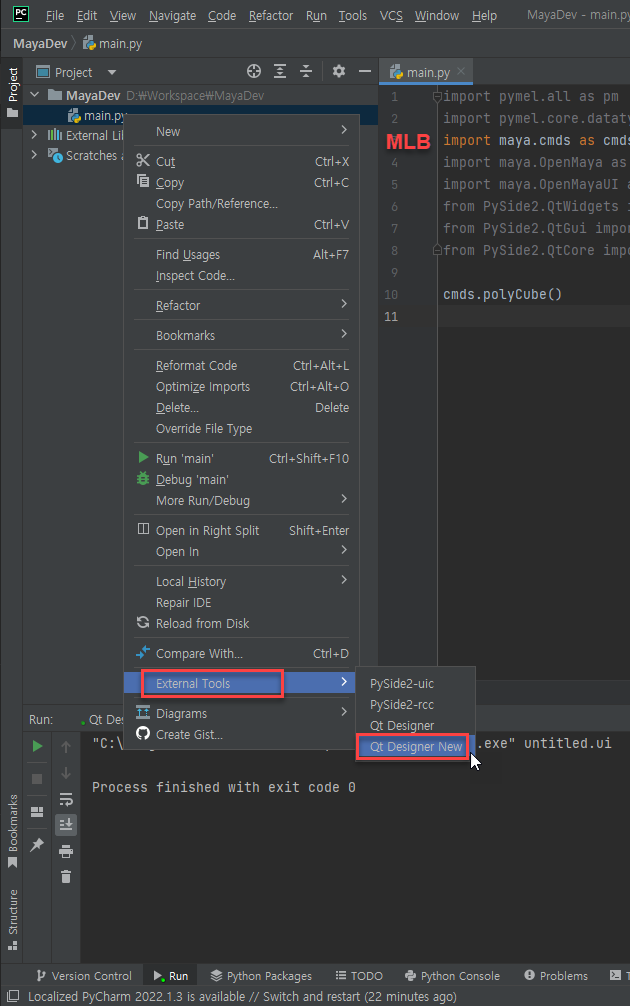 PC File Edit View Navigate Code Refactor Run Tools VCS Window Help MayaDev - main.py
MayaDev main.py
Project
Project
main.py
MayaDev D:\Workspace\MayaDev
main.py
External Li
Scratches a
New
Cut Ctrl+X
Copy Ctrl+C
Copy Path/Reference...
Paste Ctrl+V
Find Usages Alt+F7
Inspect Code...
Refactor
Bookmarks
Reformat Code Ctrl+Alt+L
Optimize Imports Ctrl+Alt+O
Delete... Delete
Override File Type
Run 'main' Ctrl+Shift+F10
Debug 'main'
More Run/Debug
Open in Right Split Shift+Enter
Open In
Local History
Repair IDE
Reload from Disk
Compare With... Ctrl+D
External Tools
Diagrams
Create Gist...
PySide2-uic
PySide2-rcc
Qt Designer
Qt Designer New
1 import pymel.all as pm
2 import pymel.core.dataty
MLB import maya.cmds as cmds
4 import maya.OpenMaya as
5 import maya.OpenMayaUI a
6 from PySide2.QtWidgets i
7 from PySide2.QtGui impor
8 from PySide2.QtCore impo
9
10 cmds.polyCube()
11
Run: Qt Des
"C:\ .exe" untitled.ui
Process finished with exit code 0
Bookmarks
Structure
Version Control Run Python Packages TODO Python Console Problems T
Localized PyCharm 2022.1.3 is available // Switch and restart (22 minutes ago)